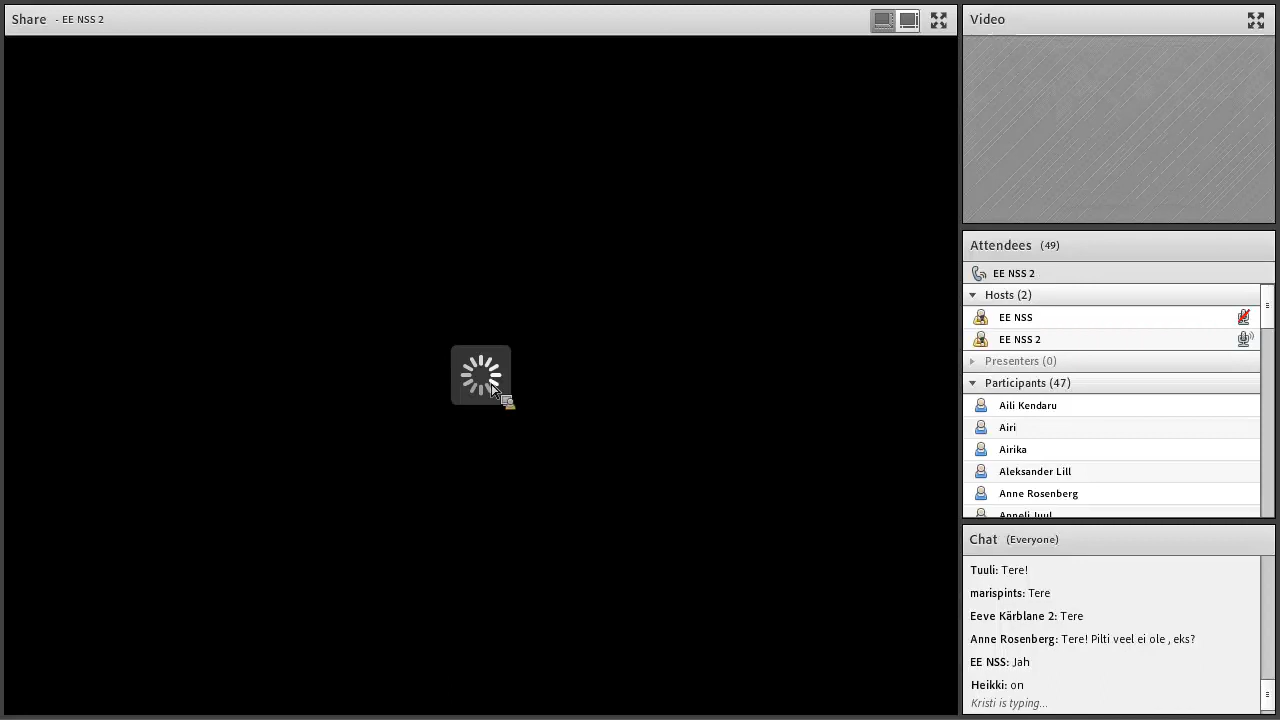 Share - EE NSS 2
Video
Attendees (49)
EE NSS 2
Hosts (2)
EE NSS
EE NSS 2
Presenters (0)
Participants (47)
Aili Kendaru
Airi
Airika
Aleksander Lill
Anne Rosenberg
Anneli Juul
Chat (Everyone)
Tuuli: Tere!
marispints: Tere
Eeve Kärblane 2: Tere
Anne Rosenberg: Tere! Pilti veel ei ole , eks?
EE NSS: Jah
Heikki: on
Kristi is typing...